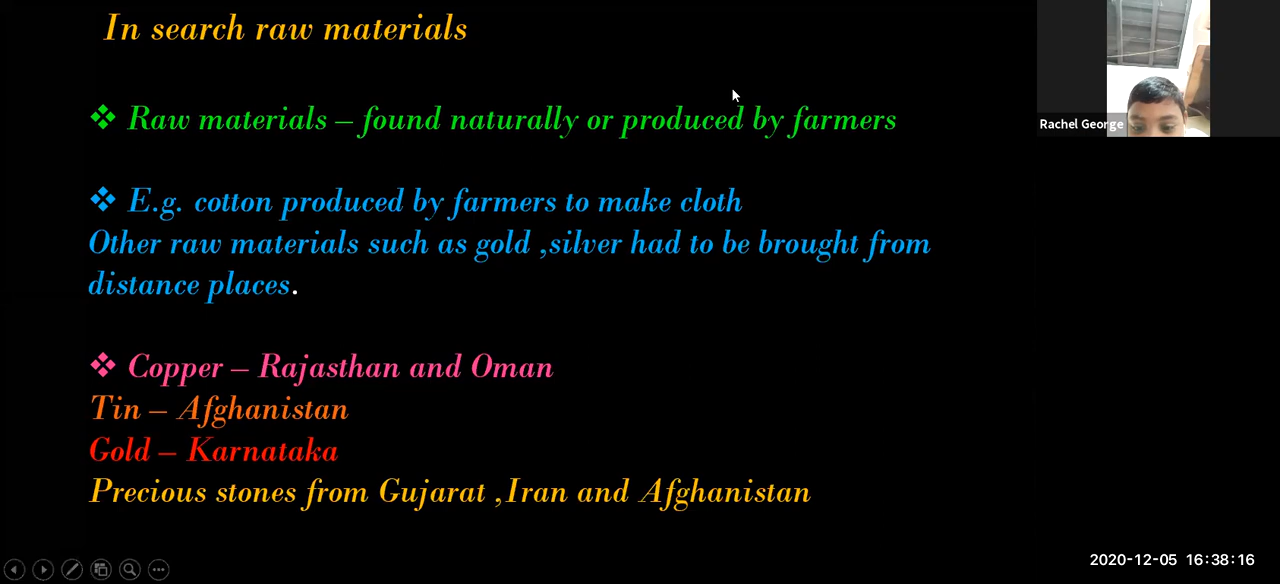 In search raw materials
❖ Raw materials – found naturally or produced by farmers
Rachel George
❖ E.g. cotton produced by farmers to make cloth
Other raw materials such as gold ,silver had to be brought from
distance places.
❖ Copper – Rajasthan and Oman
Tin – Afghanistan
Gold – Karnataka
Precious stones from Gujarat ,Iran and Afghanistan
2020-12-05 16:38:16